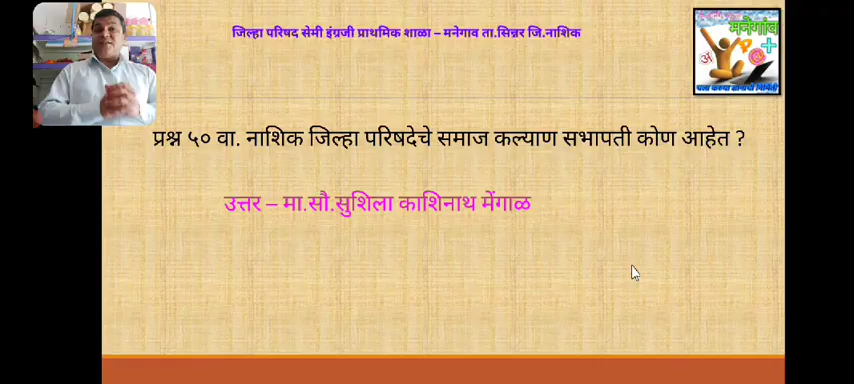 जिल्हा परिषद सेमी इंग्रजी प्राथमिक शाळा – मनेगाव ता.सिन्नर जि.नाशिक
मनेगांव
अ
प्रश्न ५० वा. नाशिक जिल्हा परिषदेचे समाज कल्याण सभापती कोण आहेत ?
उत्तर – मा.सौ.सुशिला काशिनाथ मेंगाळ